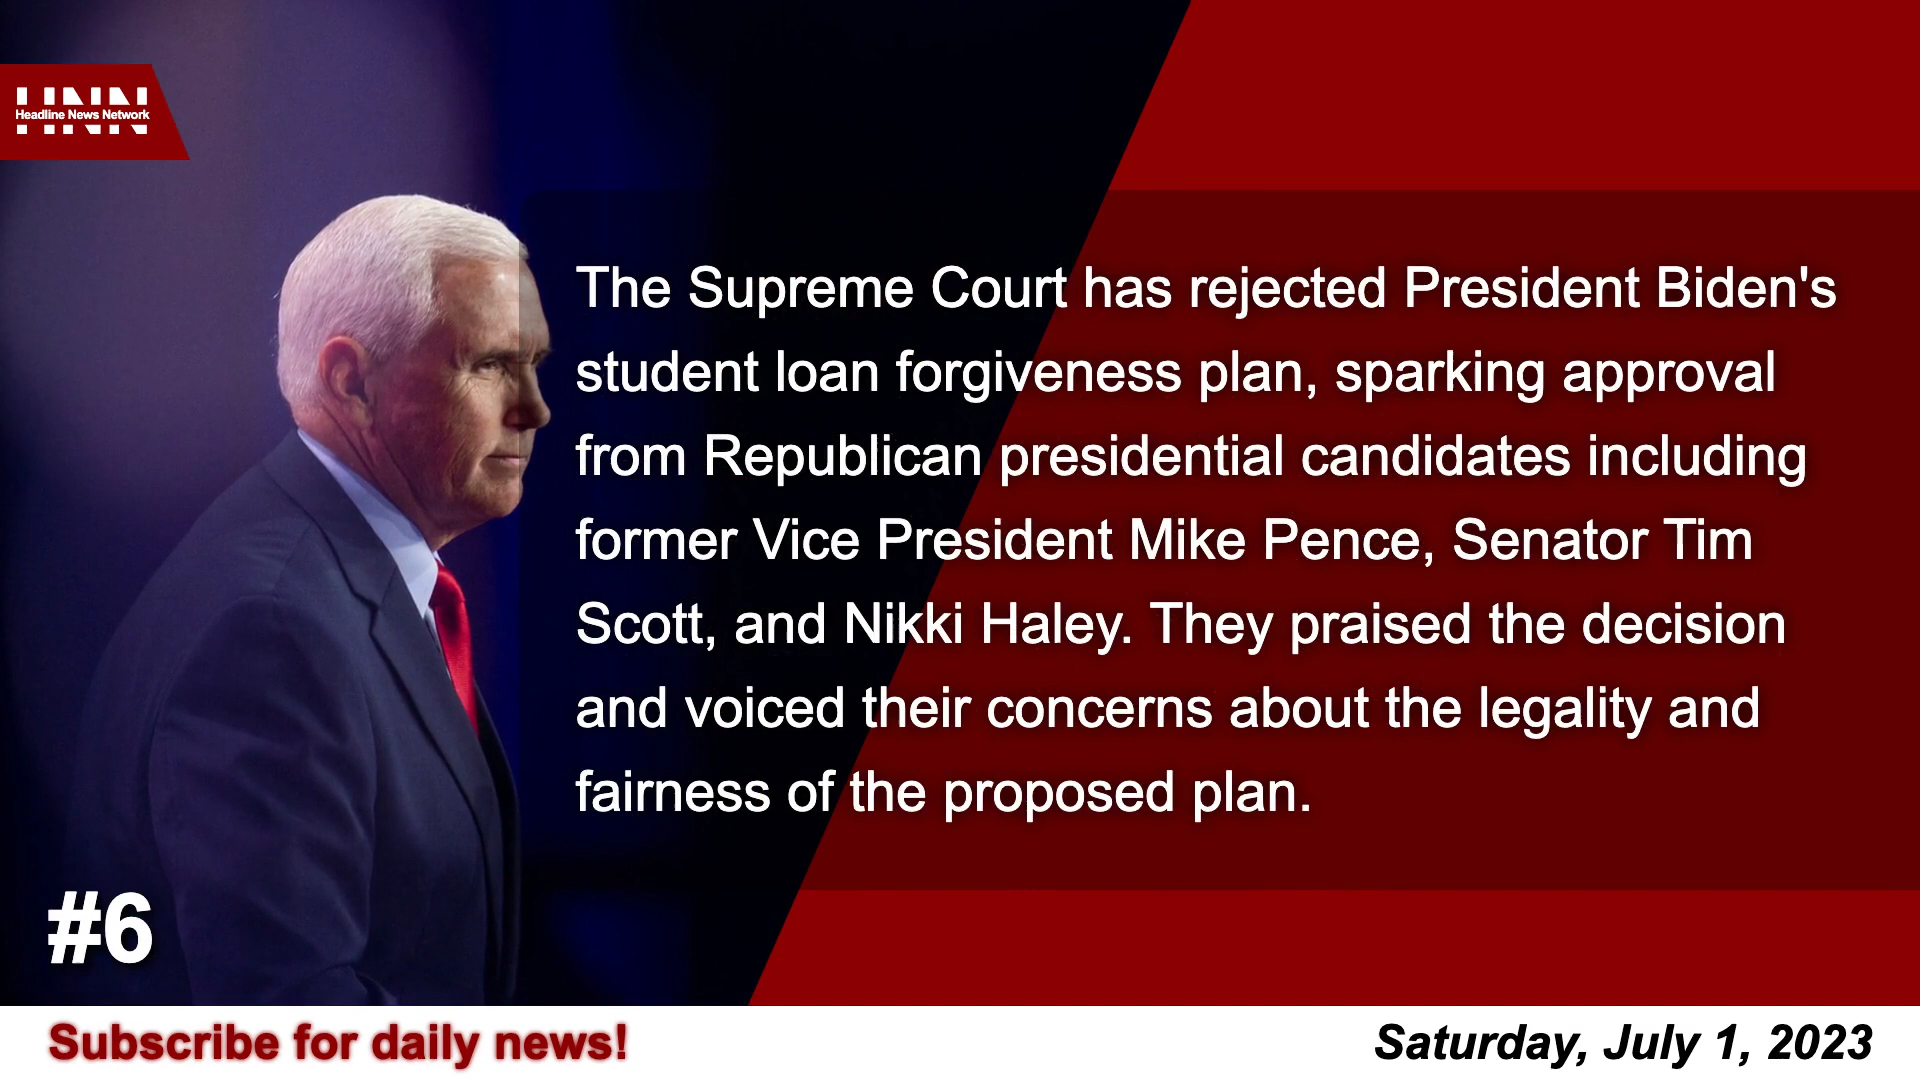 HNN
Headline News Network
The Supreme Court has rejected President Biden's
student loan forgiveness plan, sparking approval
from Republican presidential candidates including
former Vice President Mike Pence, Senator Tim
Scott, and Nikki Haley. They praised the decision
and voiced their concerns about the legality and
fairness of the proposed plan.
#6
Subscribe for daily news!
Saturday, July 1, 2023